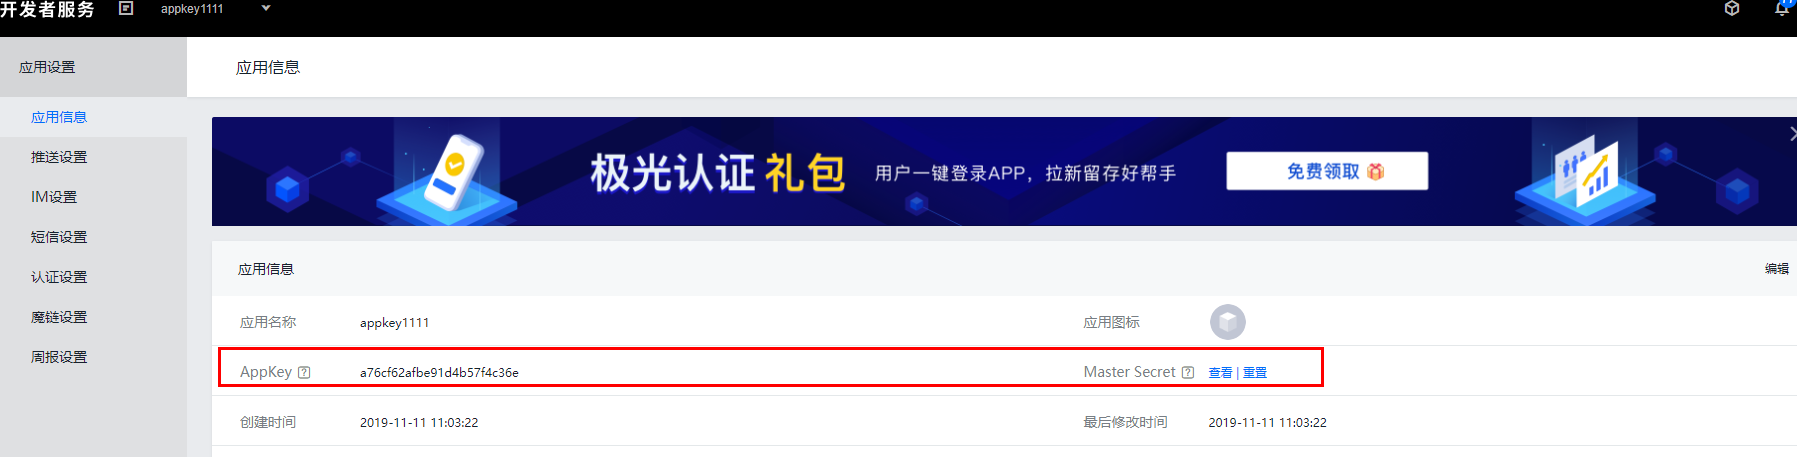 开发者服务 appkey1111
应用设置
应用信息
推送设置
IM设置
短信设置
认证设置
魔链设置
周报设置
应用信息
极光认证 礼包 用户一键登录APP，拉新留存好帮手 免费领取
应用信息 编辑
应用名称 appkey1111 应用图标
AppKey ? a76cf62afbe91d4b57f4c36e Master Secret ? 查看 | 重置
创建时间 2019-11-11 11:03:22 最后修改时间 2019-11-11 11:03:22